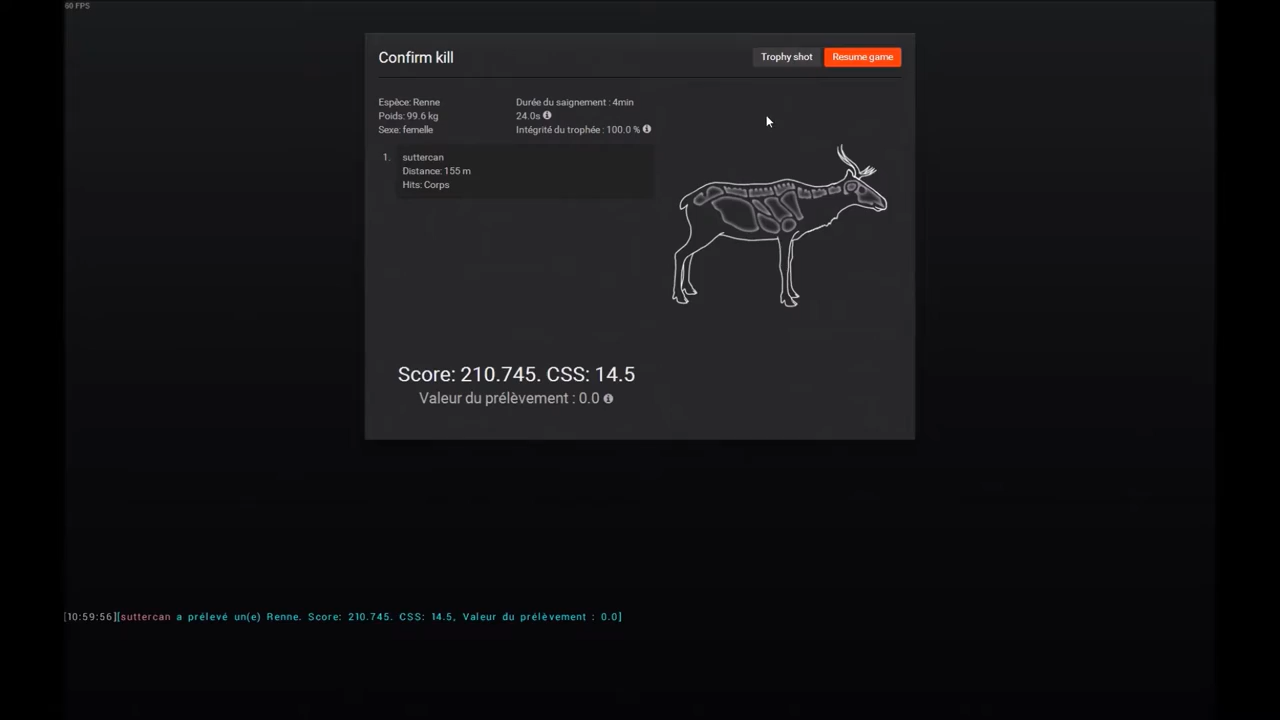 60 FPS
Confirm kill
Trophy shot
Resume game
Espèce: Renne
Poids: 99.6 kg
Sexe: femelle
Durée du saignement : 4min
24.0s
Intégrité du trophée : 100.0 %
1. suttercan
Distance: 155 m
Hits: Corps
Score: 210.745. CSS: 14.5
Valeur du prélèvement : 0.0
[10:59:56][suttercan a prélevé un(e) Renne. Score: 210.745. CSS: 14.5, Valeur du prélèvement : 0.0]